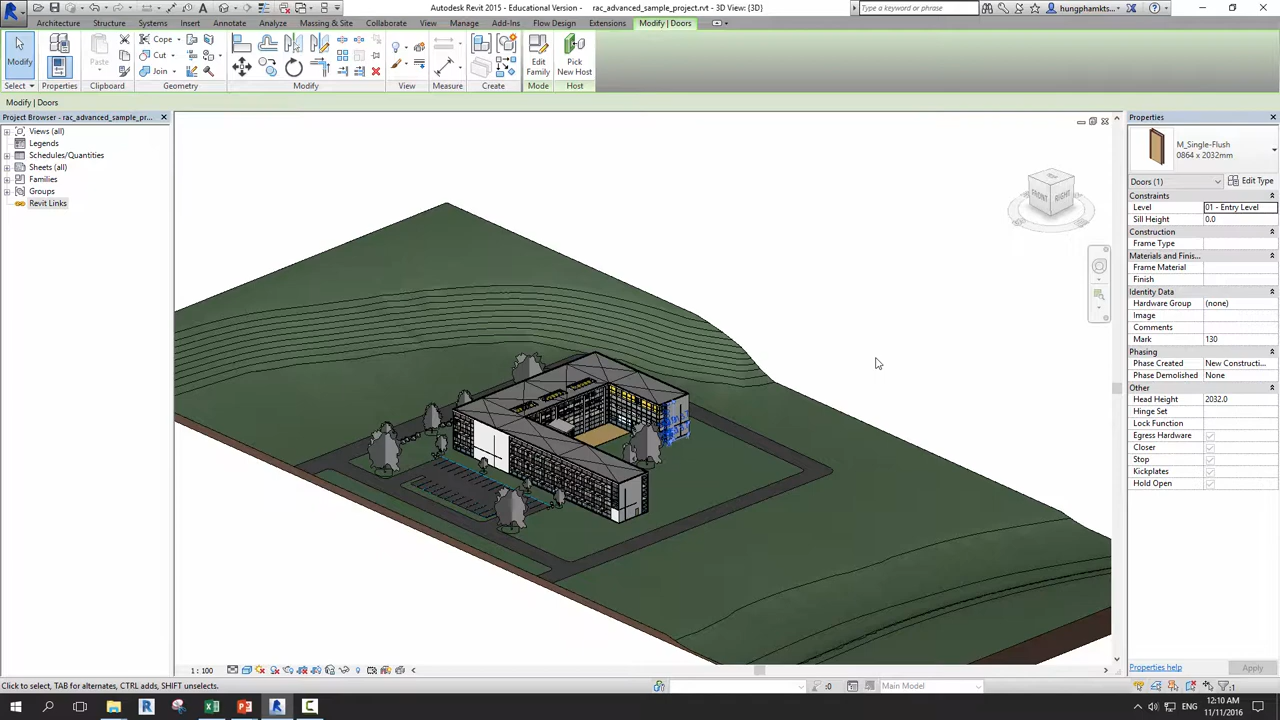 Autodesk Revit 2015 - Educational Version - rac_advanced_sample_project.rvt - 3D View: {3D}
Type a keyword or phrase
hungphamkts...
Architecture Structure Systems Insert Annotate Analyze Massing & Site Collaborate View Manage Add-Ins Flow Design Extensions Modify | Doors
Modify
Paste
Cope
Cut
Join
Edit Family
Pick New Host
Select Properties Clipboard Geometry Modify View Measure Create Mode Host
Modify | Doors
Project Browser - rac_advanced_sample_pr...
Views (all)
Legends
Schedules/Quantities
Sheets (all)
Families
Groups
Revit Links
TOP
FRONT
RIGHT
Properties
M_Single-Flush
0864 x 2032mm
Doors (1)
Edit Type
Constraints
Level 01 - Entry Level
Sill Height 0.0
Construction
Frame Type
Materials and Finis...
Frame Material
Finish
Identity Data
Hardware Group (none)
Image
Comments
Mark 130
Phasing
Phase Created New Constructi...
Phase Demolished None
Other
Head Height 2032.0
Hinge Set
Lock Function
Egress Hardware
Closer
Stop
Kickplates
Hold Open
Properties help
Apply
1 : 100
Click to select, TAB for alternates, CTRL adds, SHIFT unselects.
:0
Main Model
:1
ENG
12:10 AM
11/11/2016